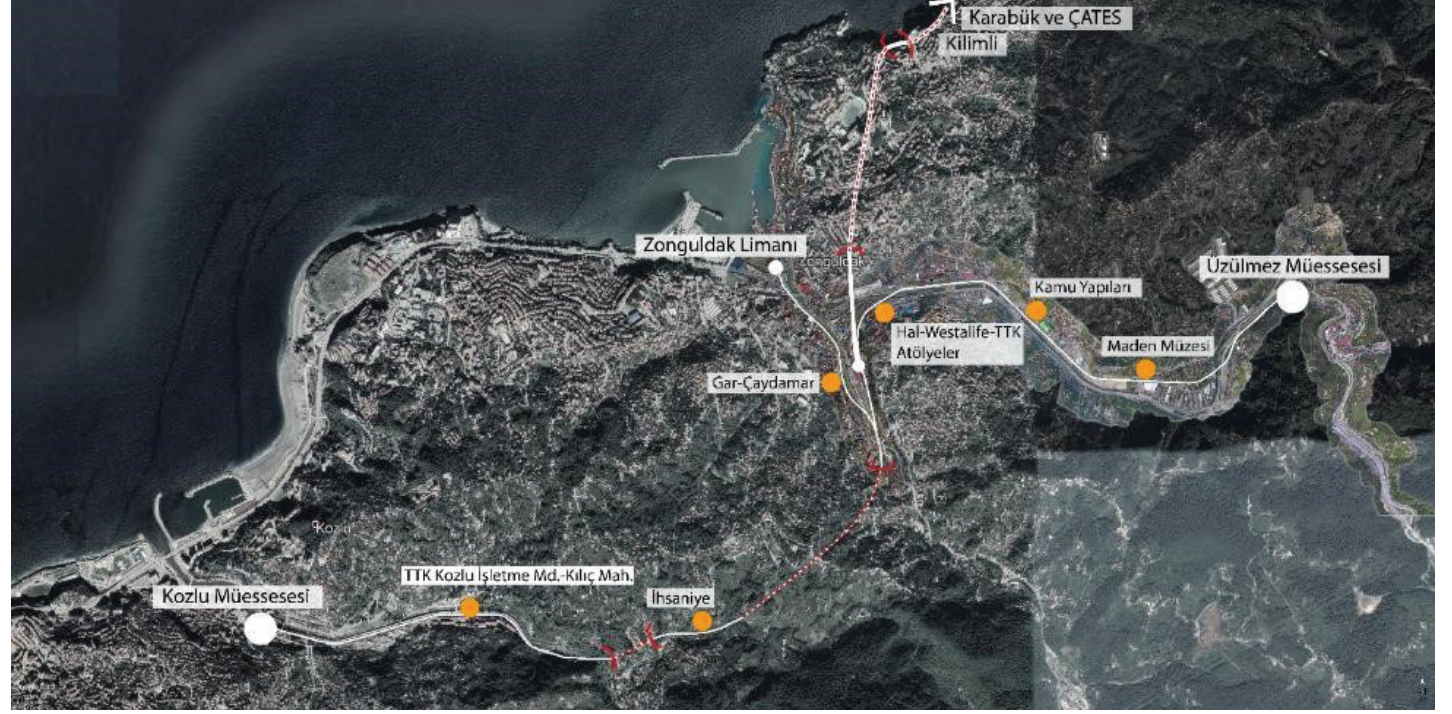 Karabük ve ÇATES
Kilimli
Zonguldak Limanı
Zonguldak
Üzülmez Müessesesi
Kamu Yapıları
Hal-Westalife-TTK
Atölyeler
Maden Müzesi
Gar-Çaydamar
Kozlu
TTK Kozlu İşletme Md.-Kılıç Mah.
İhsaniye
Kozlu Müessesesi